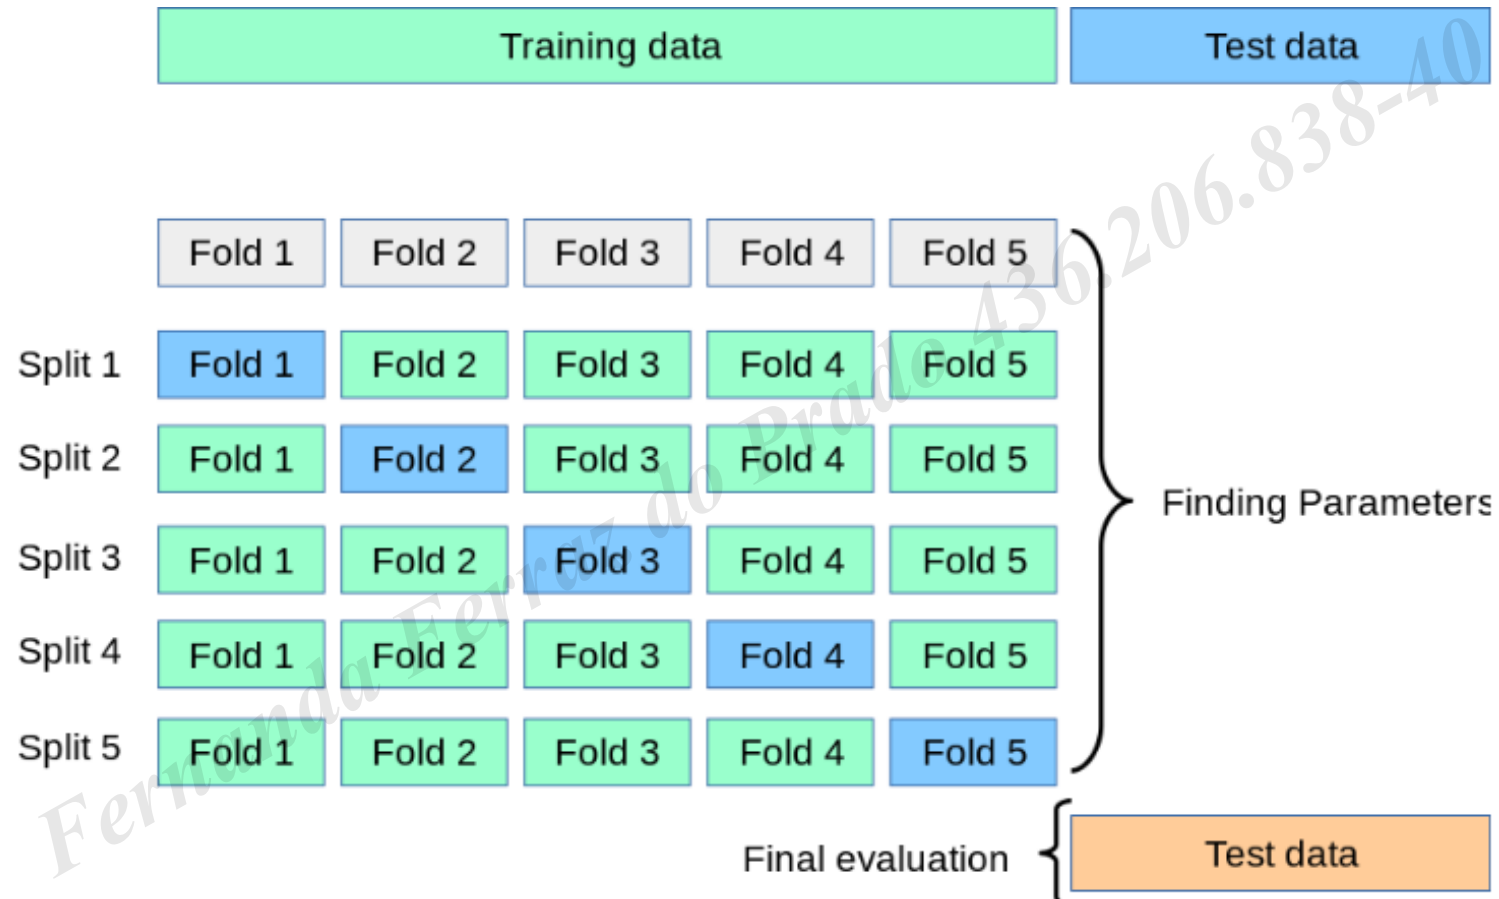 Training data Test data
Fold 1 Fold 2 Fold 3 Fold 4 Fold 5
Split 1 Fold 1 Fold 2 Fold 3 Fold 4 Fold 5
Split 2 Fold 1 Fold 2 Fold 3 Fold 4 Fold 5
Finding Parameters
Split 3 Fold 1 Fold 2 Fold 3 Fold 4 Fold 5
Split 4 Fold 1 Fold 2 Fold 3 Fold 4 Fold 5
Split 5 Fold 1 Fold 2 Fold 3 Fold 4 Fold 5
Final evaluation Test data
Fernanda Ferraz do Prado 436.206.838-40